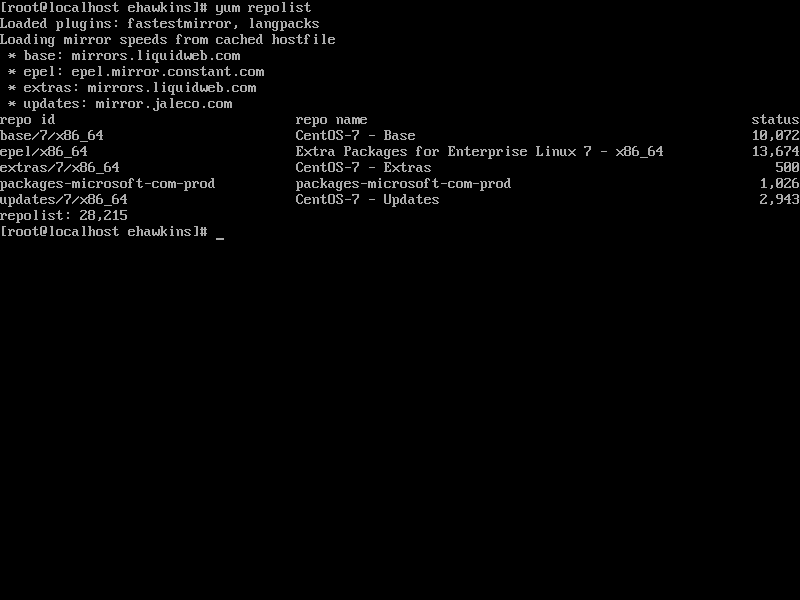 [root@localhost ehawkins]# yum repolist
Loaded plugins: fastestmirror, langpacks
Loading mirror speeds from cached hostfile
 * base: mirrors.liquidweb.com
 * epel: epel.mirror.constant.com
 * extras: mirrors.liquidweb.com
 * updates: mirror.jaleco.com
repo id                              repo name                                                status
base/7/x86_64                        CentOS-7 - Base                                          10,072
epel/x86_64                          Extra Packages for Enterprise Linux 7 - x86_64           13,674
extras/7/x86_64                      CentOS-7 - Extras                                           500
packages-microsoft-com-prod          packages-microsoft-com-prod                               1,026
updates/7/x86_64                     CentOS-7 - Updates                                        2,943
repolist: 28,215
[root@localhost ehawkins]# _